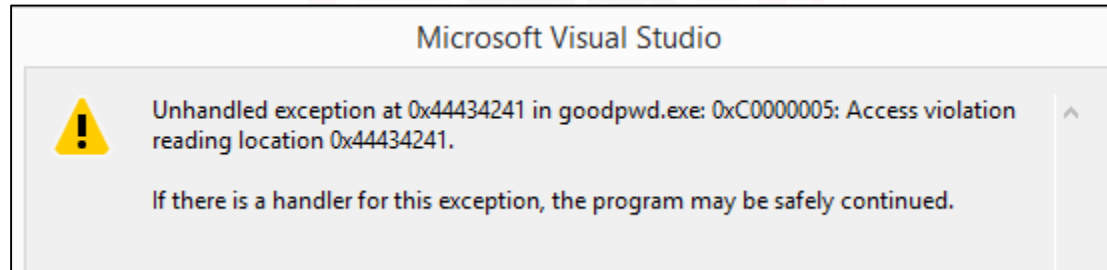 Microsoft Visual Studio
Unhandled exception at 0x44434241 in goodpwd.exe: 0xC0000005: Access violation
reading location 0x44434241.
If there is a handler for this exception, the program may be safely continued.